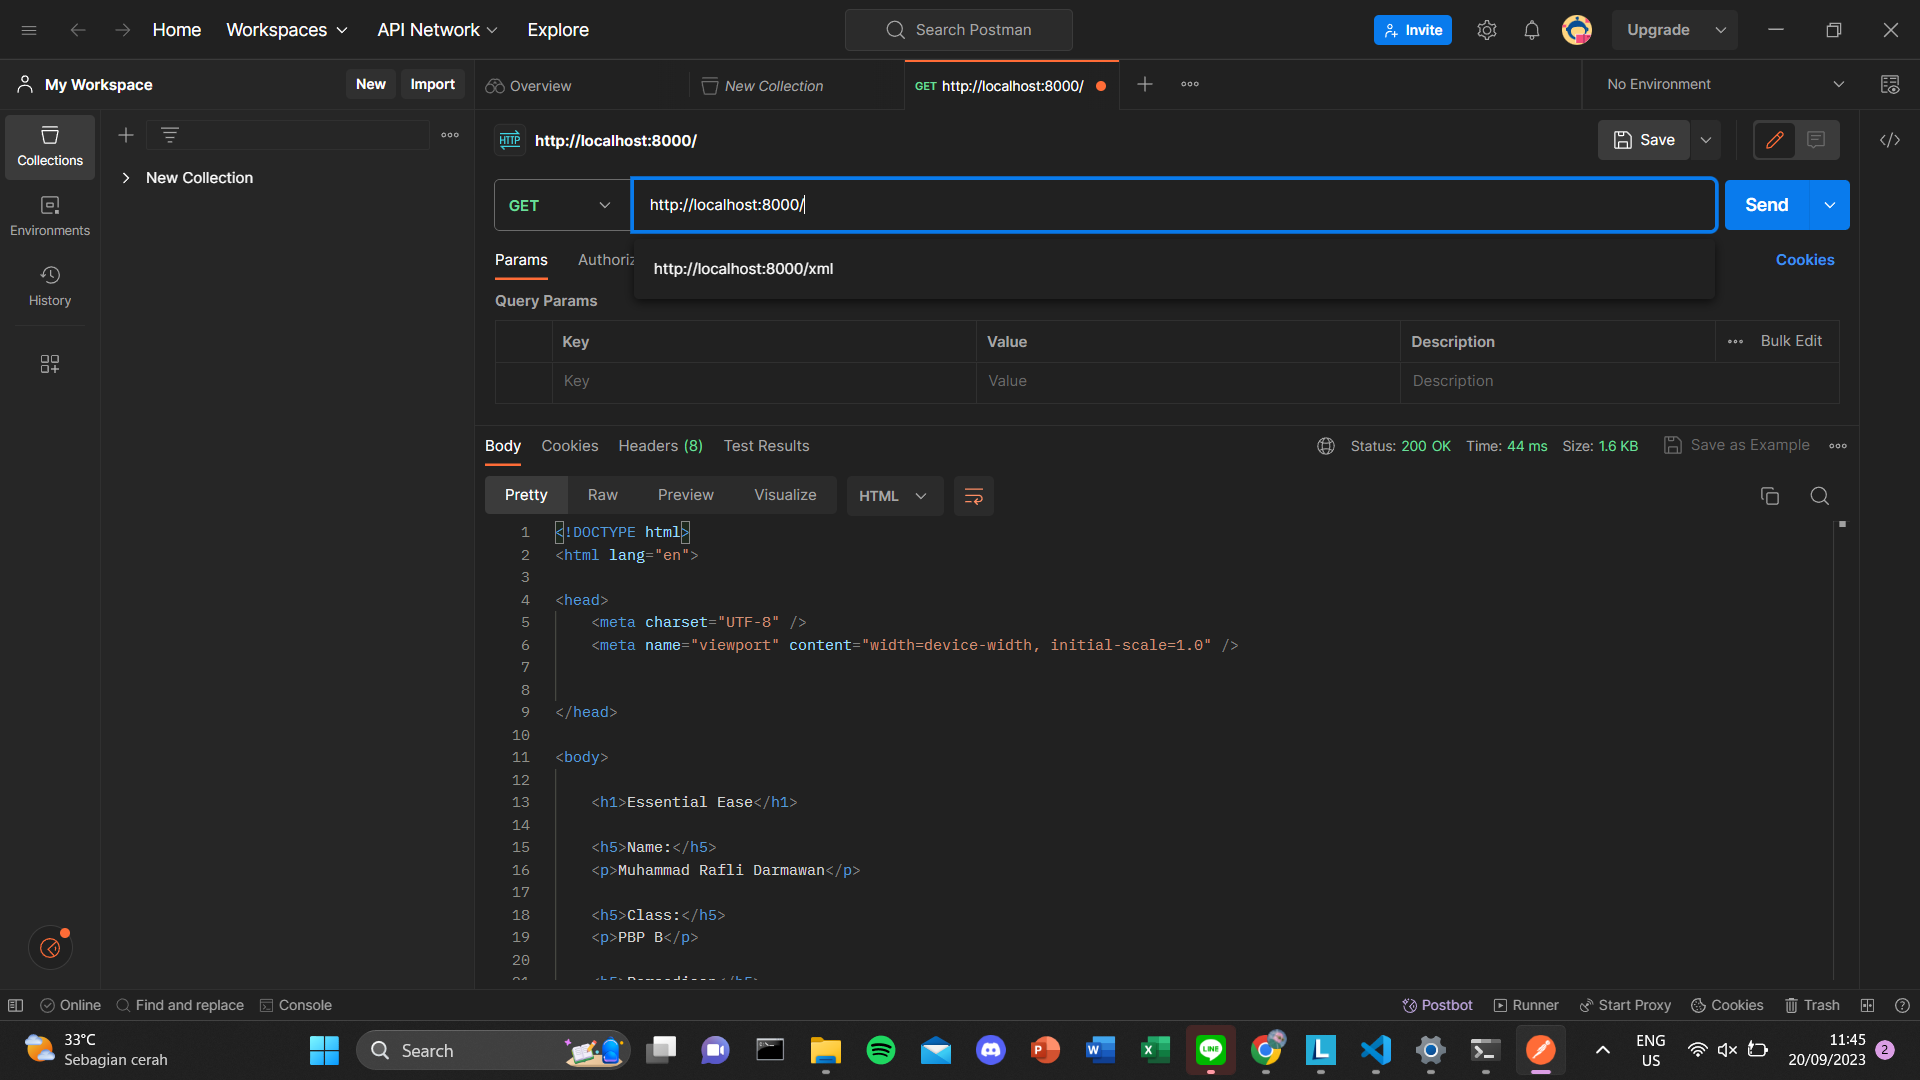 Home Workspaces API Network Explore Search Postman Invite Upgrade
My Workspace New Import Overview New Collection GET http://localhost:8000/ No Environment
Collections
New Collection
Environments
History
HTTP http://localhost:8000/ Save
GET http://localhost:8000/ Send
Params Authoriz http://localhost:8000/xml Cookies
Query Params
Key Value Description Bulk Edit
Key Value Description
Body Cookies Headers (8) Test Results Status: 200 OK Time: 44 ms Size: 1.6 KB Save as Example
Pretty Raw Preview Visualize HTML
1 <!DOCTYPE html>
2 <html lang="en">
3
4 <head>
5 <meta charset="UTF-8" />
6 <meta name="viewport" content="width=device-width, initial-scale=1.0" />
7
8
9 </head>
10
11 <body>
12
13 <h1>Essential Ease</h1>
14
15 <h5>Name:</h5>
16 <p>Muhammad Rafli Darmawan</p>
17
18 <h5>Class:</h5>
19 <p>PBP B</p>
20
Online Find and replace Console Postbot Runner Start Proxy Cookies Trash
33°C
Sebagian cerah
Search
ENG
US
11:45
20/09/2023 2